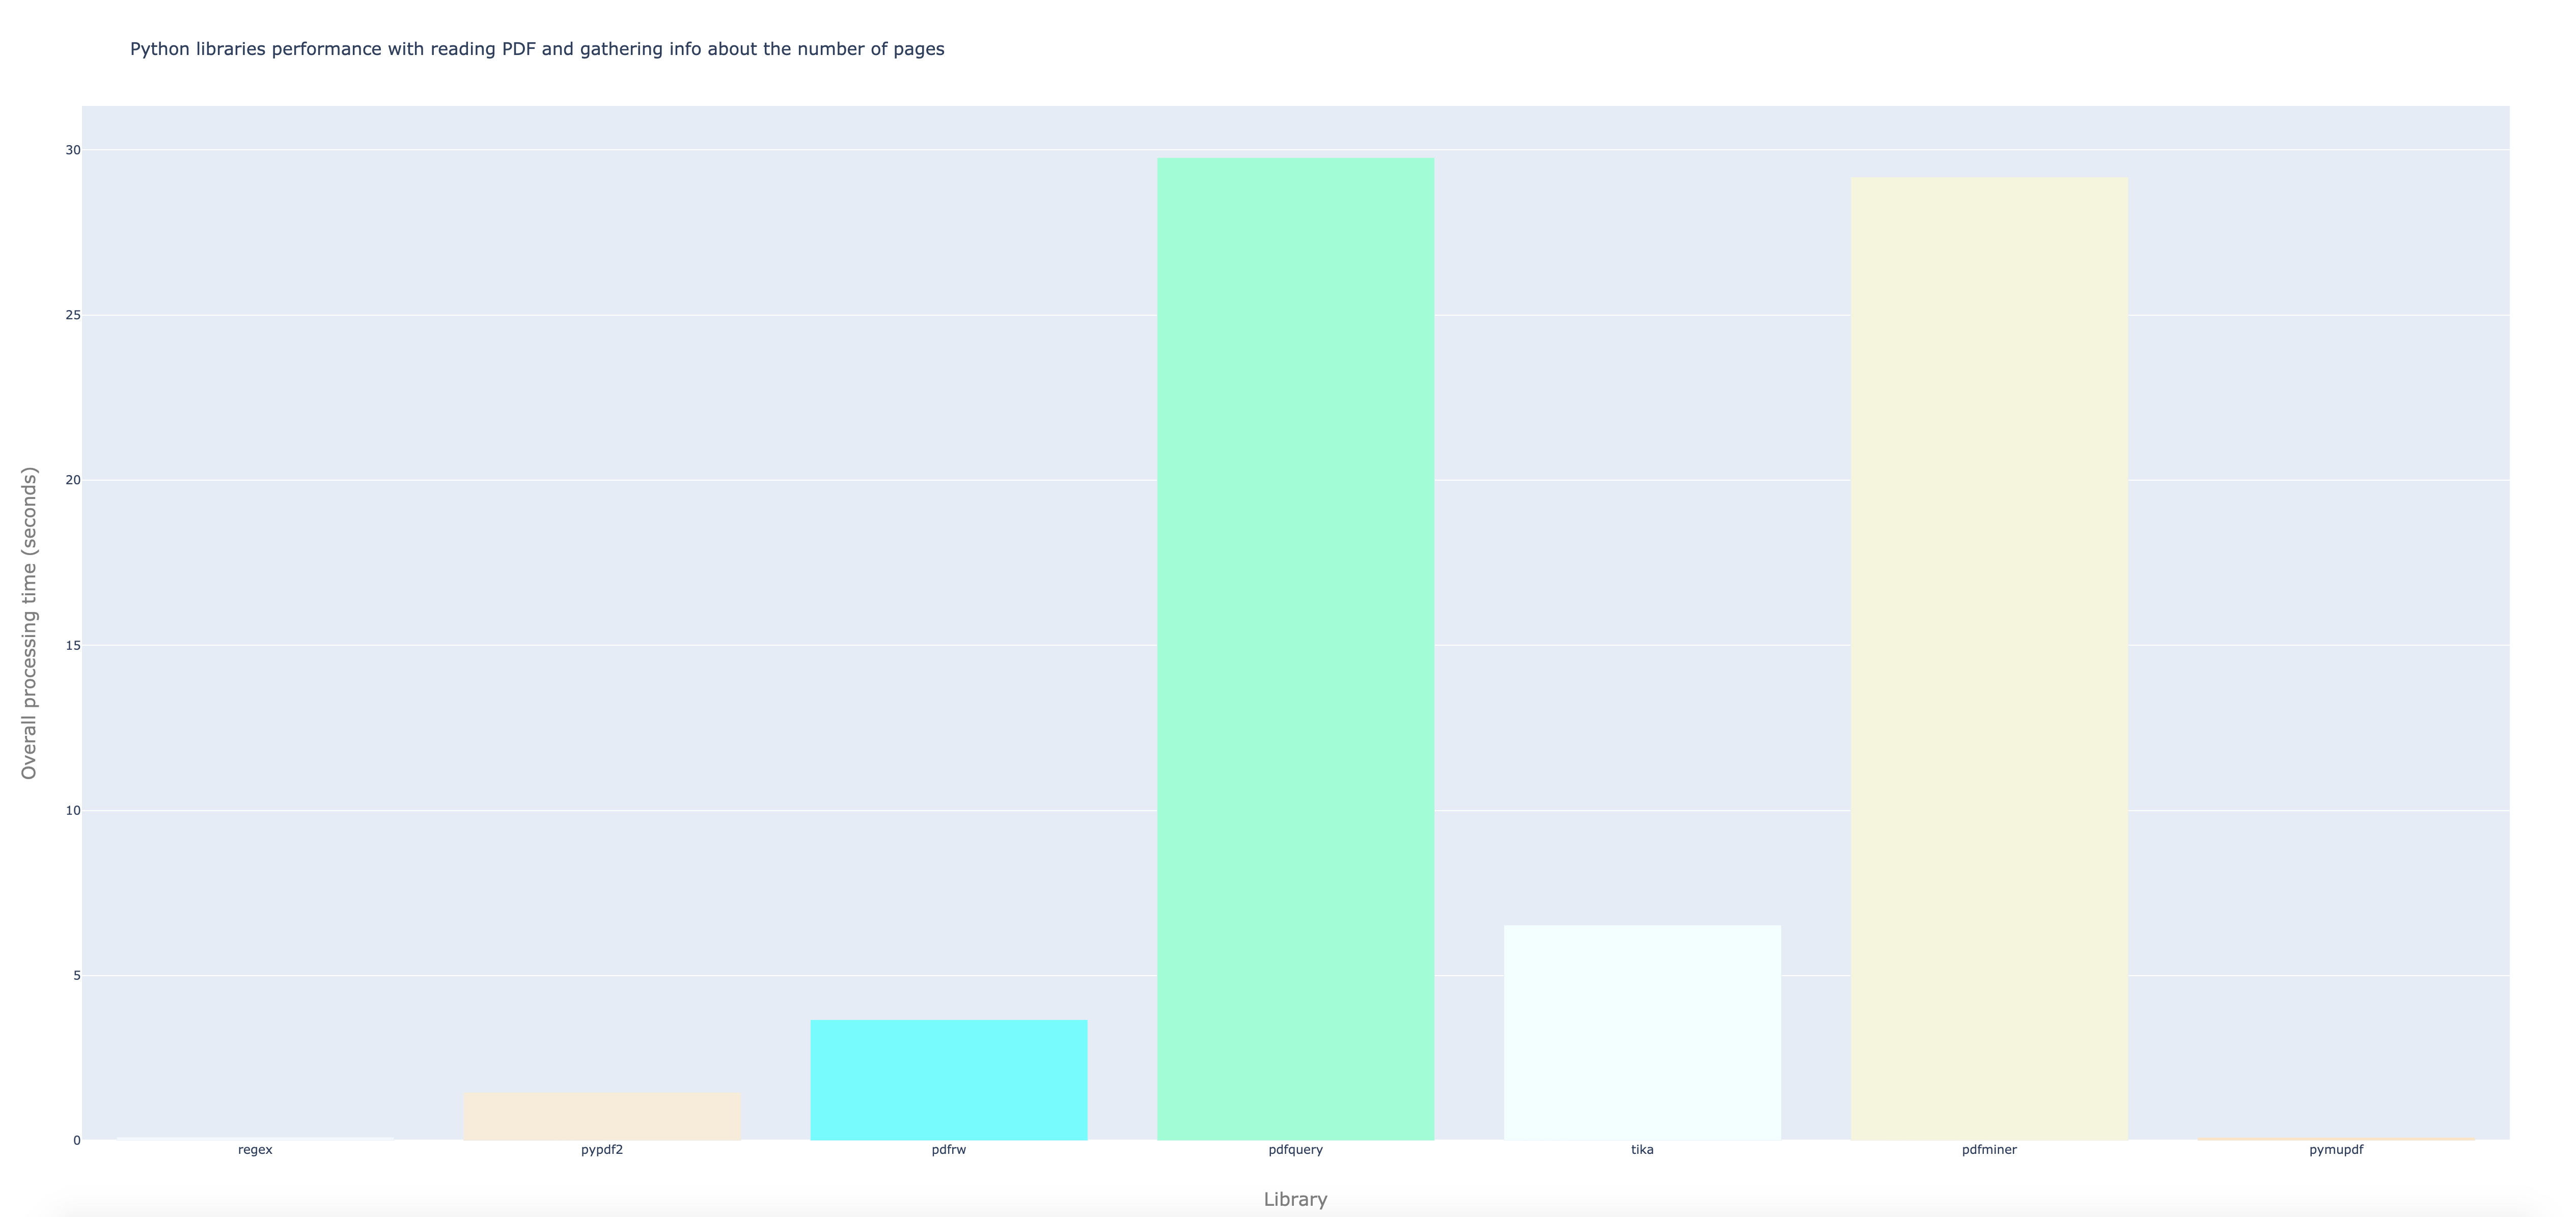 Python libraries performance with reading PDF and gathering info about the number of pages
Overall processing time (seconds)
30
25
20
15
10
5
0
regex pypdf2 pdfrw pdfquery tika pdfminer pymupdf
Library